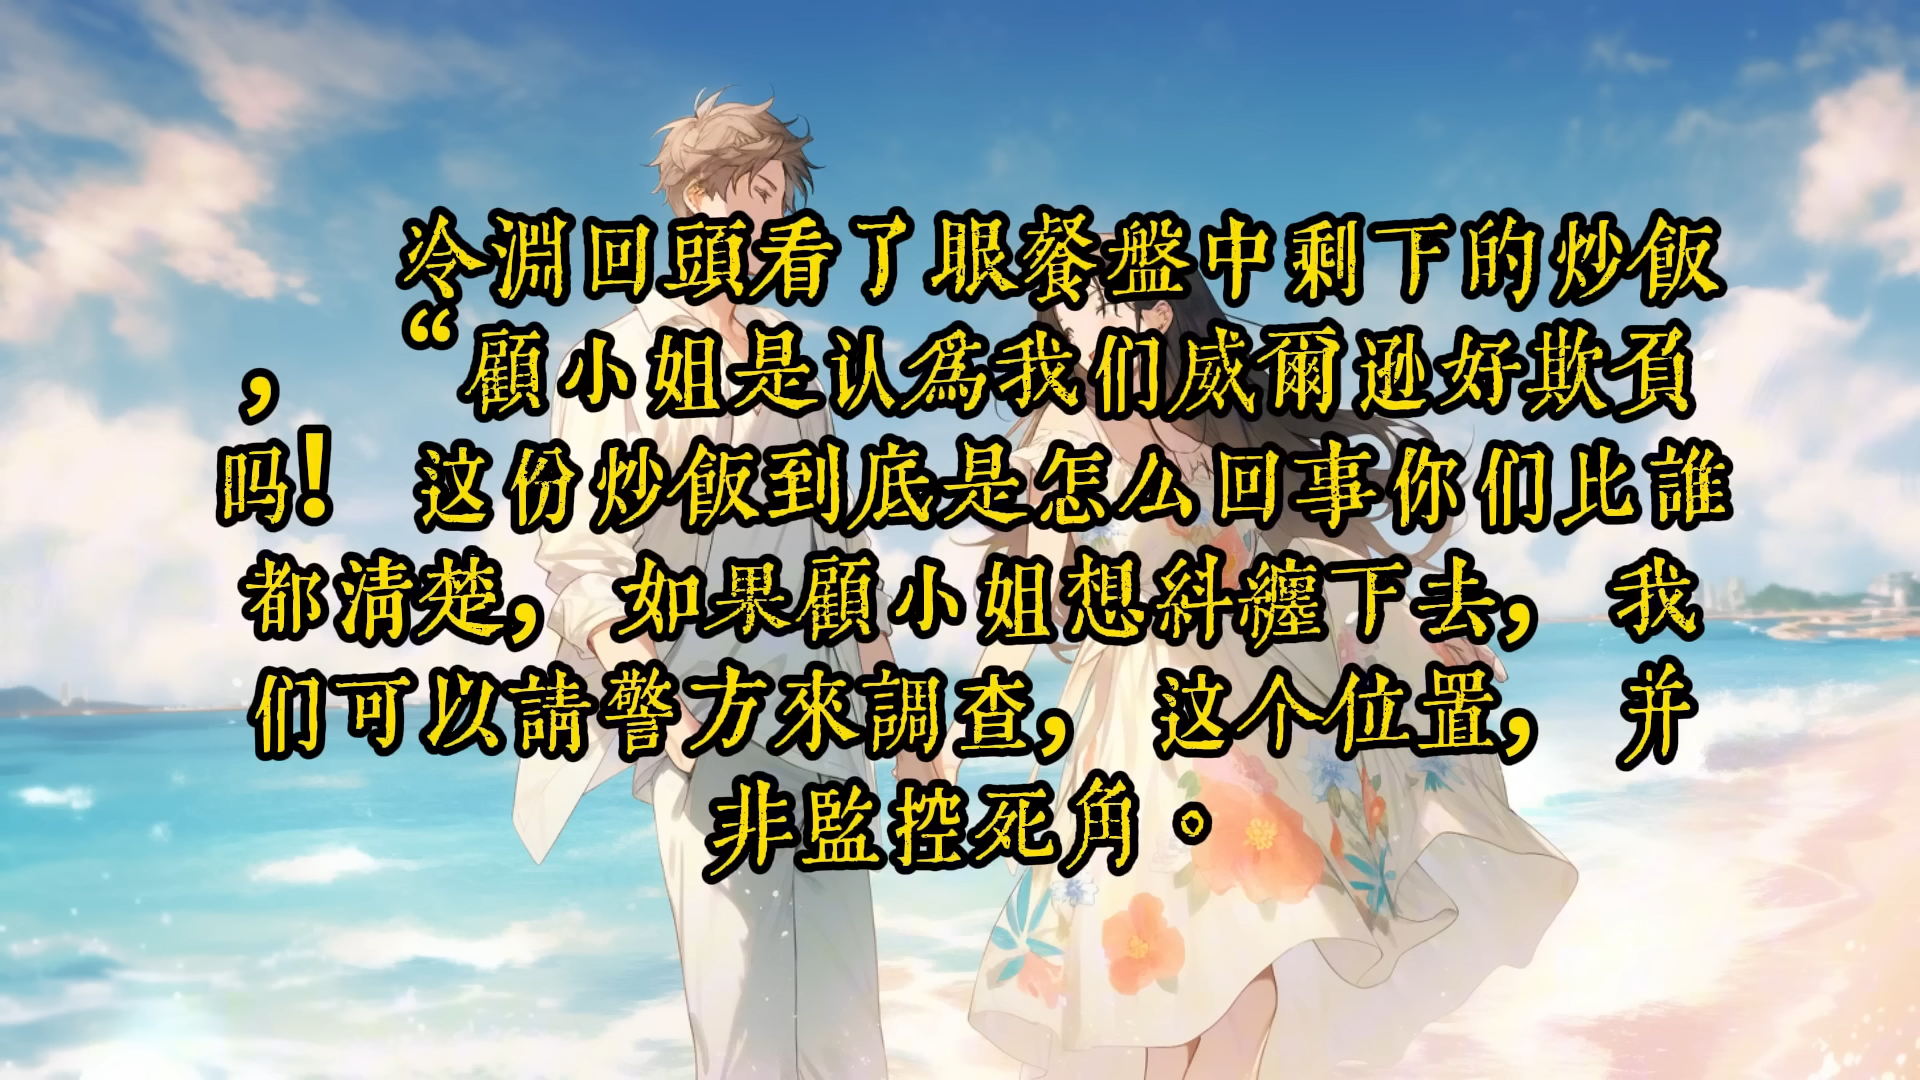 冷淵回頭看了眼餐盤中剩下的炒飯
，“顧小姐是认為我们威爾逊好欺負
吗！这份炒飯到底是怎么回事你们比誰
都清楚，如果顧小姐想糾纏下去，我
们可以請警方來調查，这个位置，并
非監控死角。